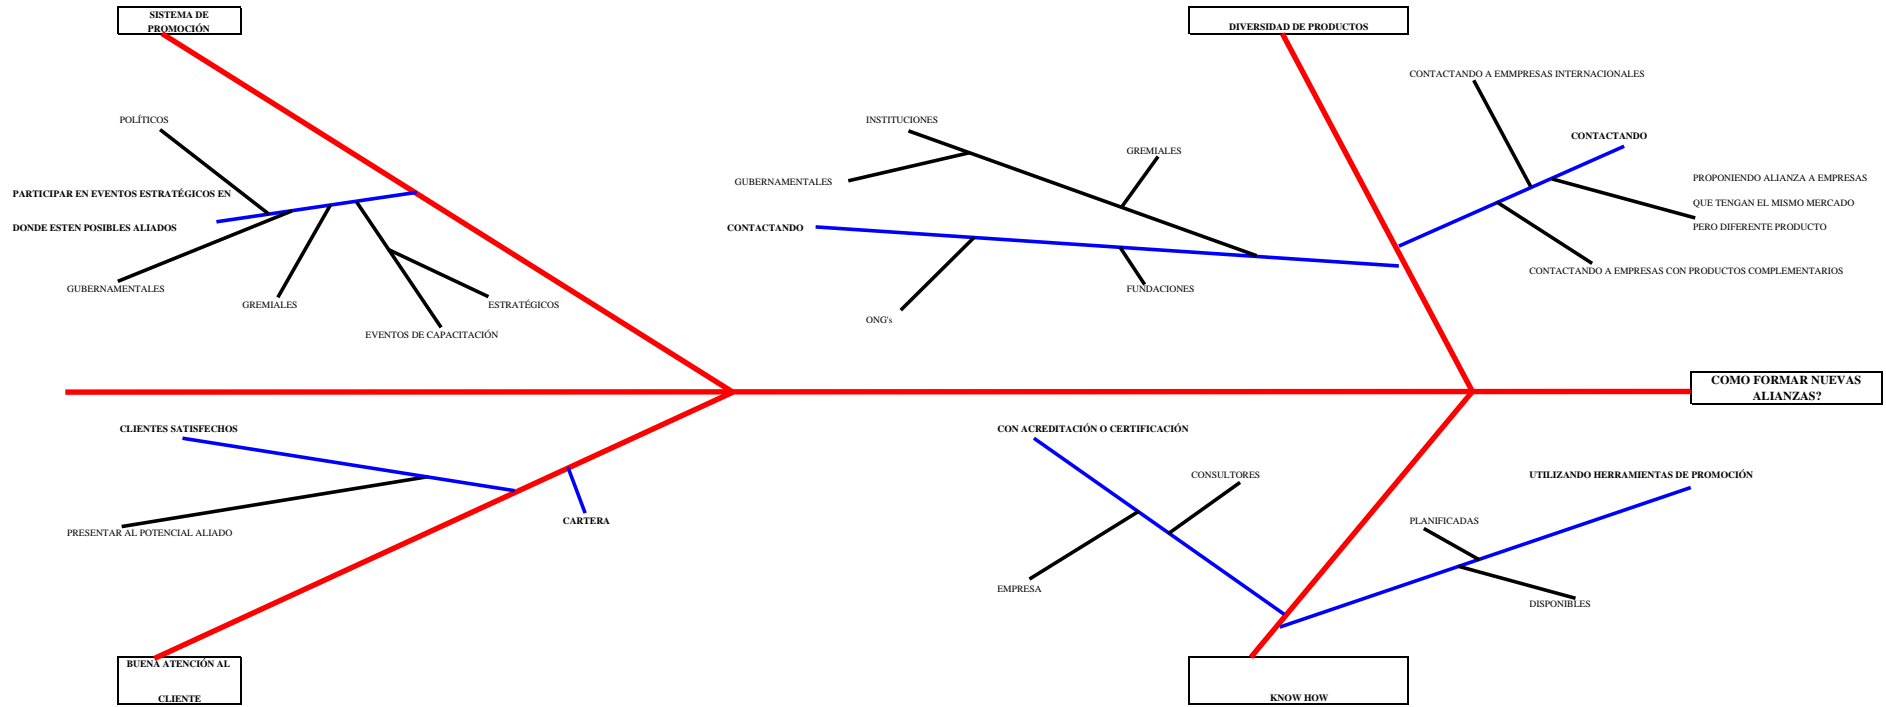 SISTEMA DE
PROMOCIÓN
DIVERSIDAD DE PRODUCTOS
CONTACTANDO A EMMPRESAS INTERNACIONALES
POLÍTICOS
INSTITUCIONES
CONTACTANDO
GREMIALES
GUBERNAMENTALES
PROPONIENDO ALIANZA A EMPRESAS
QUE TENGAN EL MISMO MERCADO
PERO DIFERENTE PRODUCTO
PARTICIPAR EN EVENTOS ESTRATÉGICOS EN
DONDE ESTEN POSIBLES ALIADOS
CONTACTANDO
CONTACTANDO A EMPRESAS CON PRODUCTOS COMPLEMENTARIOS
GUBERNAMENTALES
GREMIALES
ESTRATÉGICOS
FUNDACIONES
ONG's
EVENTOS DE CAPACITACIÓN
COMO FORMAR NUEVAS
ALIANZAS?
CLIENTES SATISFECHOS
CON ACREDITACIÓN O CERTIFICACIÓN
CONSULTORES
UTILIZANDO HERRAMIENTAS DE PROMOCIÓN
CARTERA
PLANIFICADAS
PRESENTAR AL POTENCIAL ALIADO
EMPRESA
DISPONIBLES
BUENA ATENCIÓN AL
CLIENTE
KNOW HOW